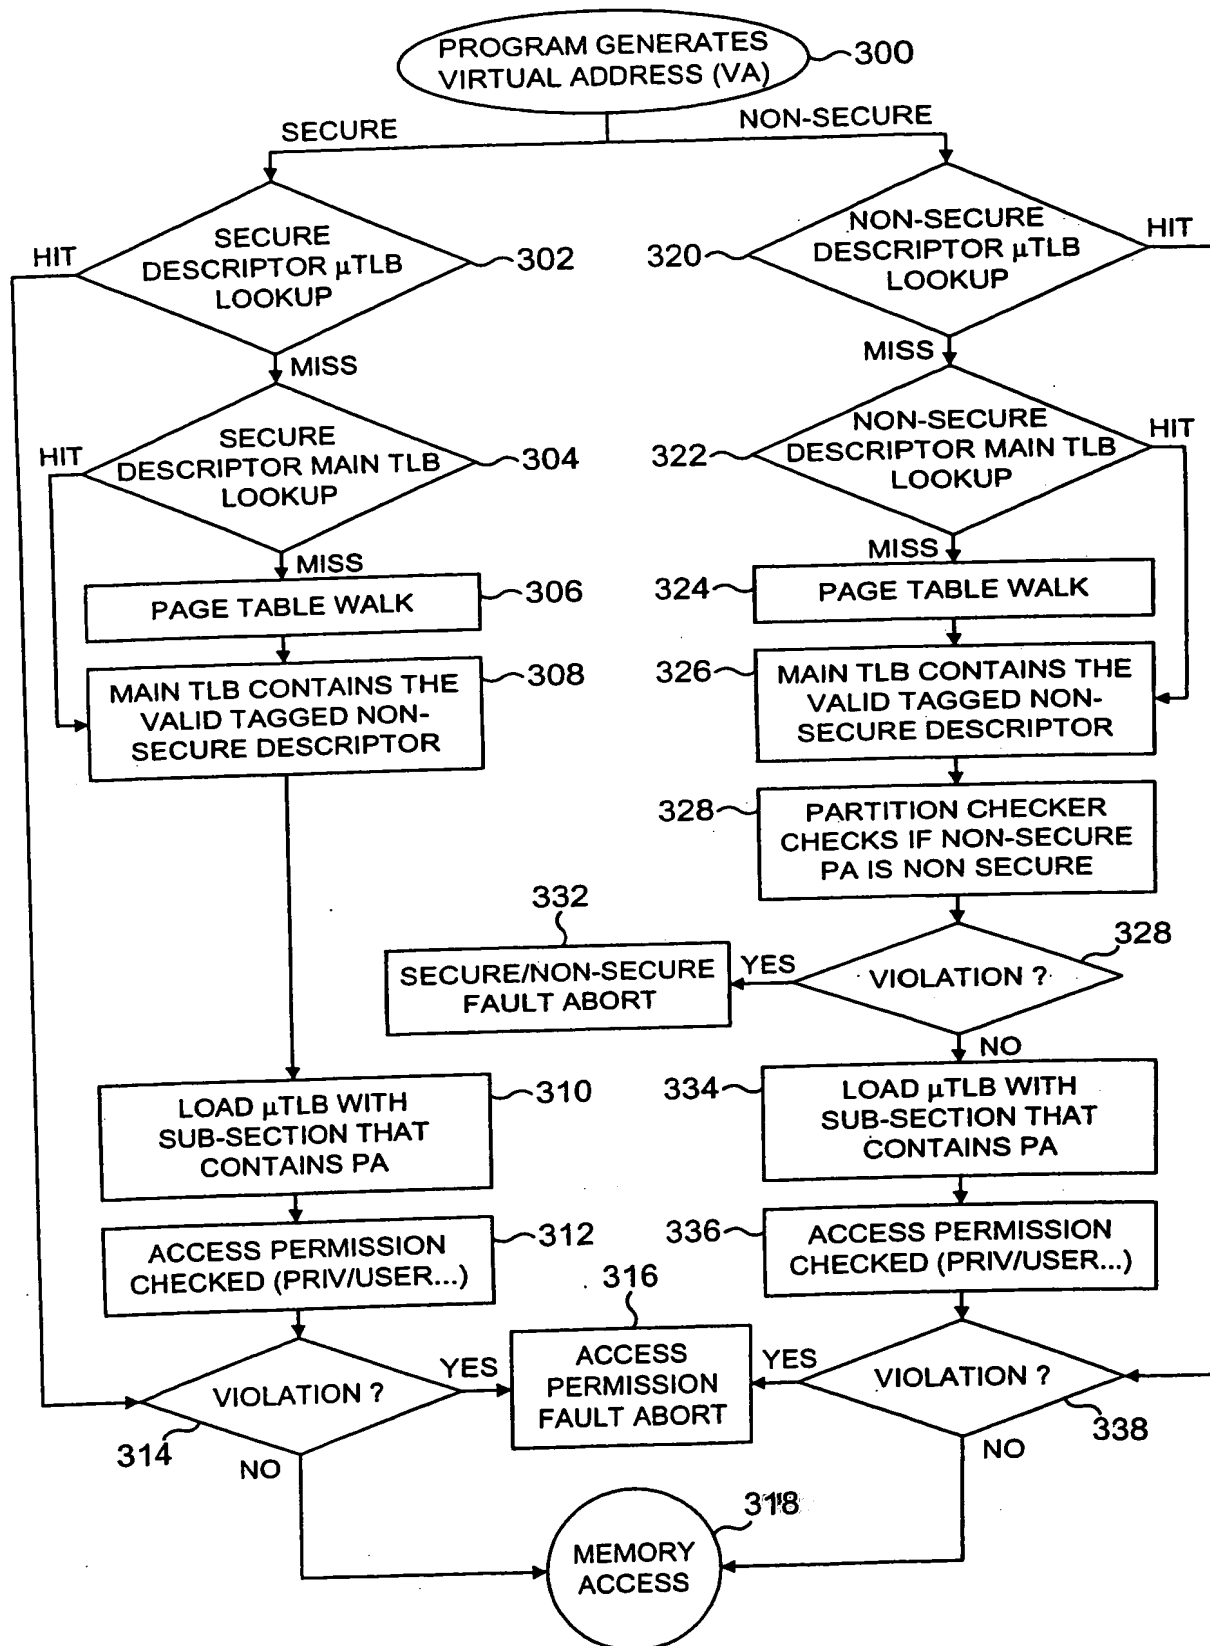 PROGRAM GENERATES
VIRTUAL ADDRESS (VA)
300
SECURE
NON-SECURE
HIT
SECURE
DESCRIPTOR µTLB
LOOKUP
302
320
NON-SECURE
DESCRIPTOR µTLB
LOOKUP
HIT
MISS
MISS
HIT
SECURE
DESCRIPTOR MAIN TLB
LOOKUP
304
322
NON-SECURE
DESCRIPTOR MAIN TLB
LOOKUP
HIT
MISS
MISS
PAGE TABLE WALK
306
324
PAGE TABLE WALK
MAIN TLB CONTAINS THE
VALID TAGGED NON-
SECURE DESCRIPTOR
308
326
MAIN TLB CONTAINS THE
VALID TAGGED NON-
SECURE DESCRIPTOR
328
PARTITION CHECKER
CHECKS IF NON-SECURE
PA IS NON SECURE
332
SECURE/NON-SECURE
FAULT ABORT
YES
VIOLATION ?
328
NO
LOAD µTLB WITH
SUB-SECTION THAT
CONTAINS PA
310
334
LOAD µTLB WITH
SUB-SECTION THAT
CONTAINS PA
ACCESS PERMISSION
CHECKED (PRIV/USER...)
312
336
ACCESS PERMISSION
CHECKED (PRIV/USER...)
316
VIOLATION ?
314
YES
ACCESS
PERMISSION
FAULT ABORT
YES
VIOLATION ?
338
NO
NO
318
MEMORY
ACCESS